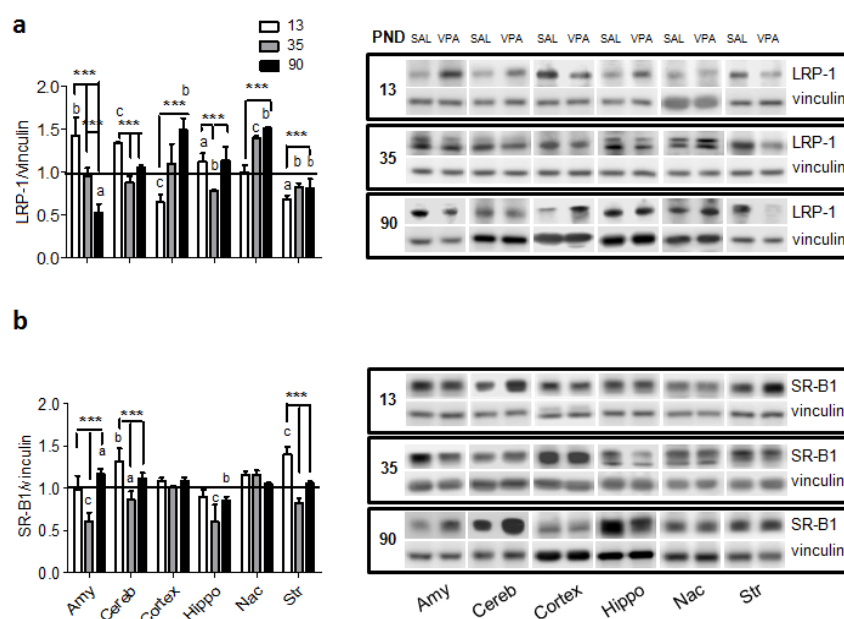 a
13
35
90
LRP-1/vinculin
2.0
1.5
1.0
0.5
0.0
*** *** *** *** *** *** ***
b a c b b a b a c b a b b
PND SAL VPA SAL VPA SAL VPA SAL VPA SAL VPA SAL VPA
13 LRP-1
vinculin
35 LRP-1
vinculin
90 LRP-1
vinculin
b
SR-B1/vinculin
2.0
1.5
1.0
0.5
0.0
*** *** ***
c a b a c b c
Amy Cereb Cortex Hippo Nac Str
13 SR-B1
vinculin
35 SR-B1
vinculin
90 SR-B1
vinculin
Amy Cereb Cortex Hippo Nac Str